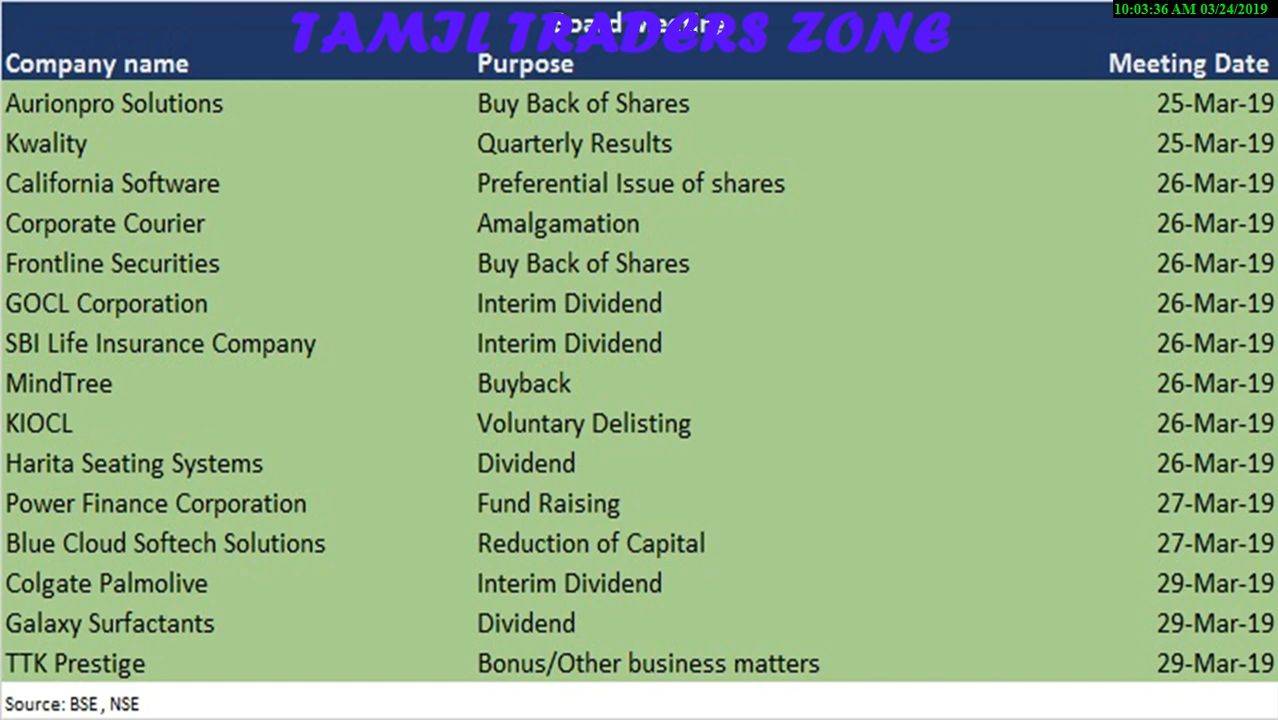 10:03:36 AM 03/24/2019
TAMIL TRADERS ZONE
Company name Purpose Meeting Date
Aurionpro Solutions Buy Back of Shares 25-Mar-19
Kwality Quarterly Results 25-Mar-19
California Software Preferential Issue of shares 26-Mar-19
Corporate Courier Amalgamation 26-Mar-19
Frontline Securities Buy Back of Shares 26-Mar-19
GOCL Corporation Interim Dividend 26-Mar-19
SBI Life Insurance Company Interim Dividend 26-Mar-19
MindTree Buyback 26-Mar-19
KIOCL Voluntary Delisting 26-Mar-19
Harita Seating Systems Dividend 26-Mar-19
Power Finance Corporation Fund Raising 27-Mar-19
Blue Cloud Softech Solutions Reduction of Capital 27-Mar-19
Colgate Palmolive Interim Dividend 29-Mar-19
Galaxy Surfactants Dividend 29-Mar-19
TTK Prestige Bonus/Other business matters 29-Mar-19
Source: BSE, NSE